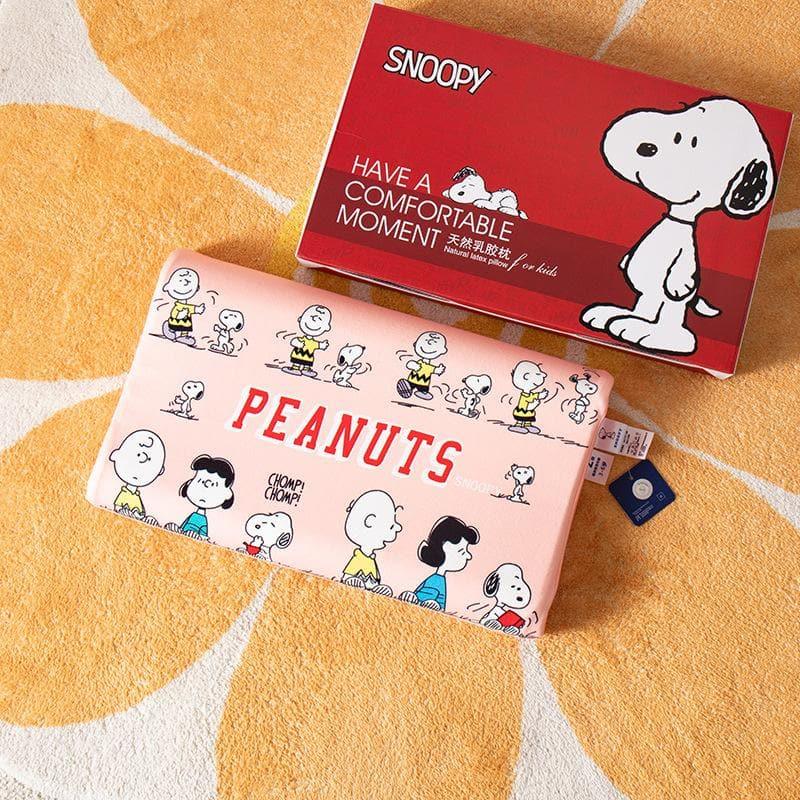 SNOOPY
HAVE A
COMFORTABLE
MOMENT 天然乳胶枕
Natural latex pillow for kids
PEANUTS
SNOOPY
CHOMP!
CHOMP!